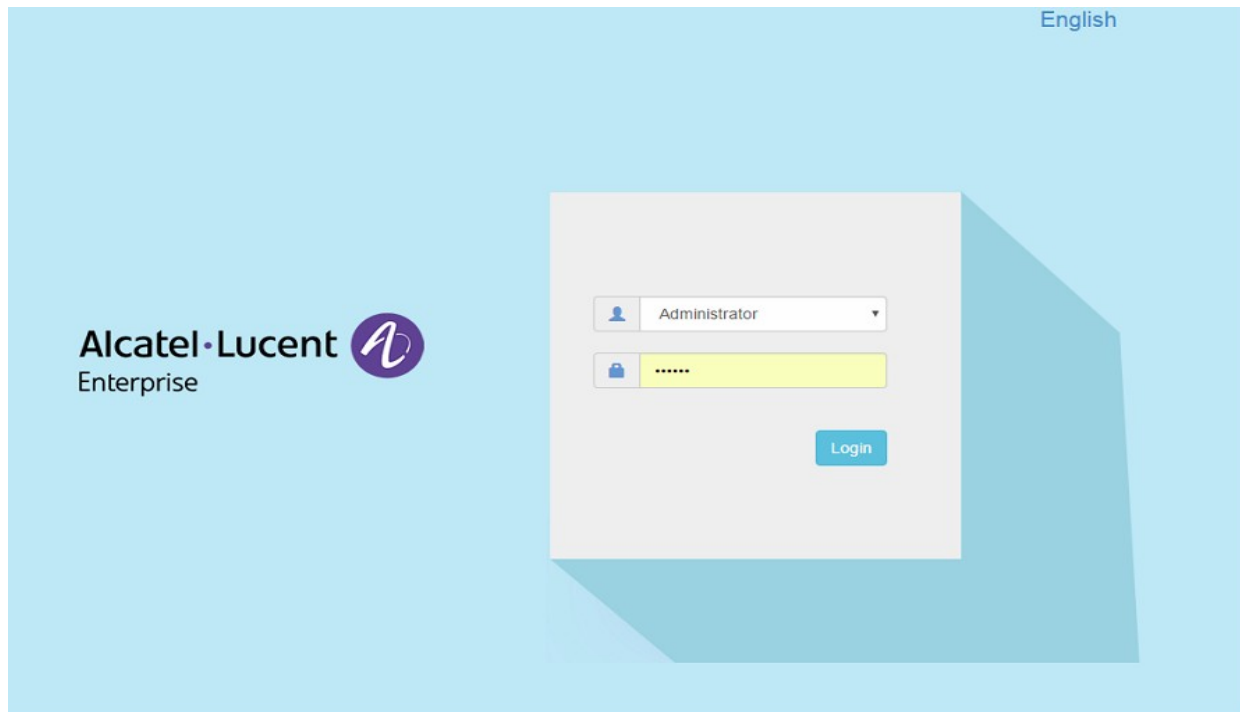 English
Alcatel·Lucent
Enterprise
Administrator
••••••
Login